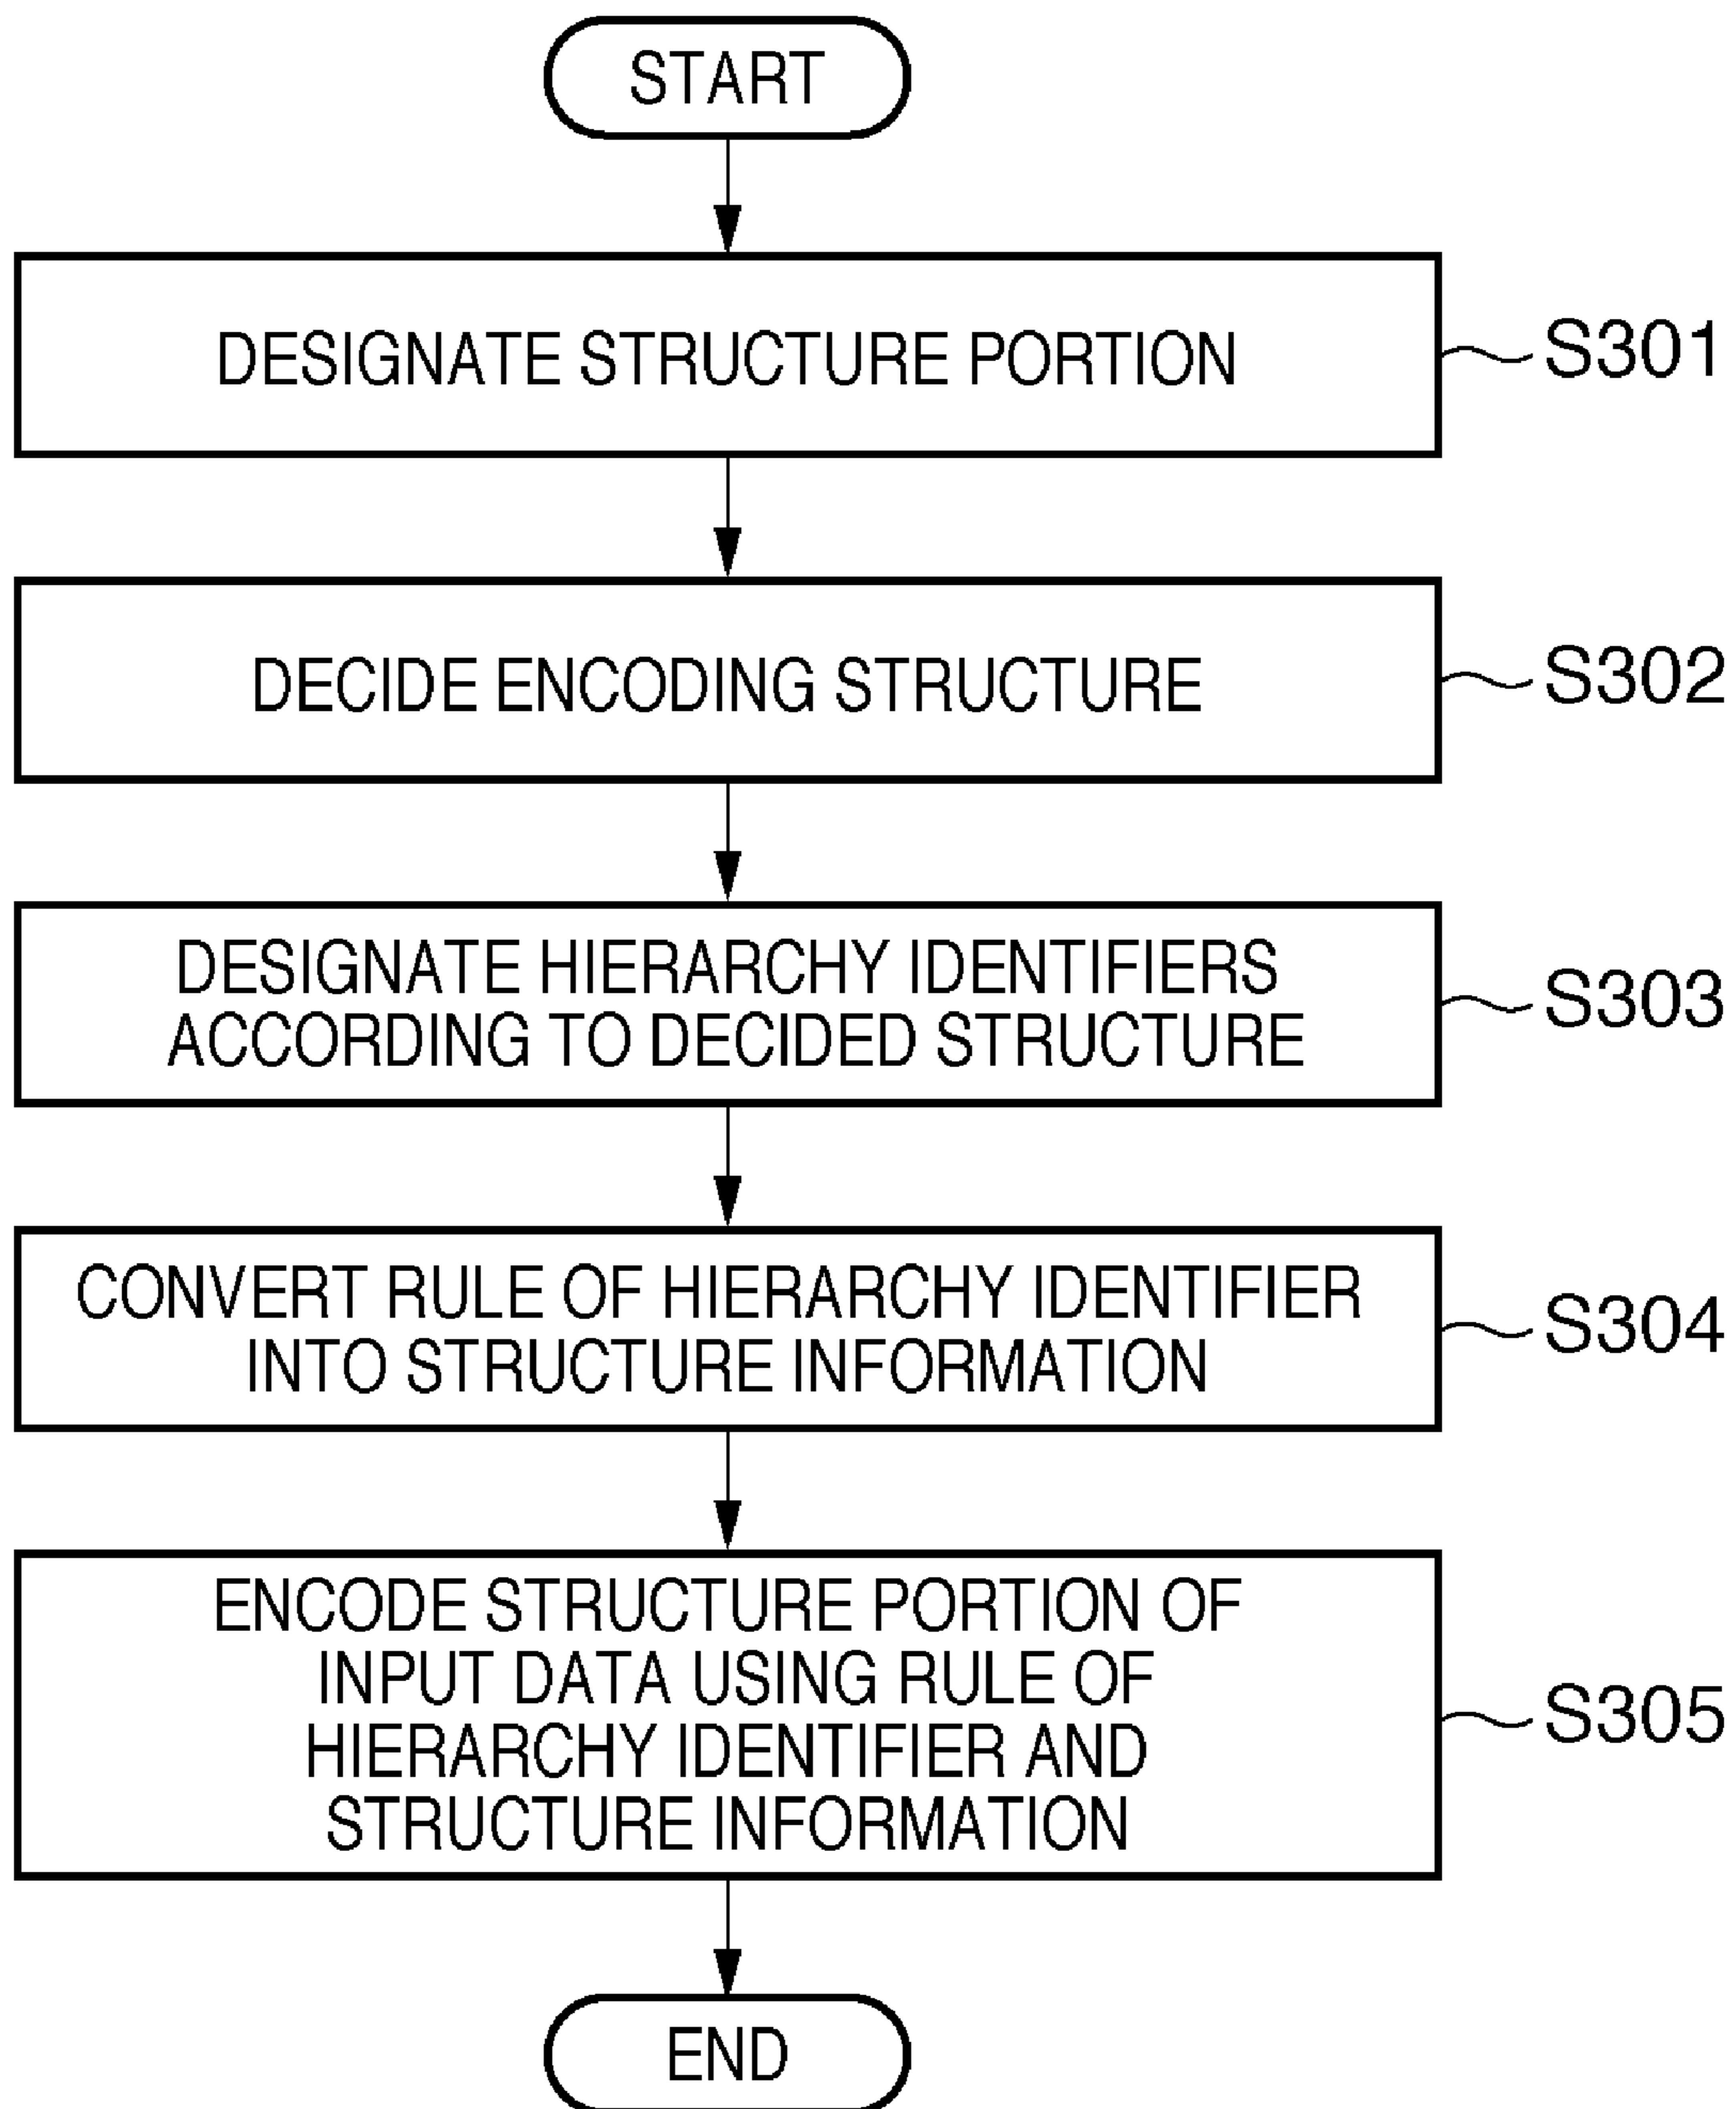 START
DESIGNATE STRUCTURE PORTION
S301
DECIDE ENCODING STRUCTURE
S302
DESIGNATE HIERARCHY IDENTIFIERS
ACCORDING TO DECIDED STRUCTURE
S303
CONVERT RULE OF HIERARCHY IDENTIFIER
INTO STRUCTURE INFORMATION
S304
ENCODE STRUCTURE PORTION OF
INPUT DATA USING RULE OF
HIERARCHY IDENTIFIER AND
STRUCTURE INFORMATION
S305
END